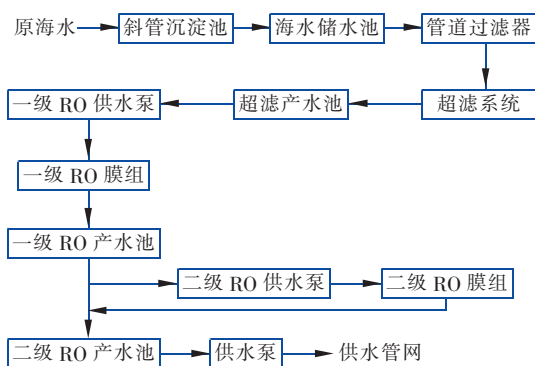 原海水
斜管沉淀池
海水储水池
管道过滤器
超滤系统
超滤产水池
一级 RO 供水泵
一级 RO 膜组
一级 RO 产水池
二级 RO 供水泵
二级 RO 膜组
二级 RO 产水池
供水泵
供水管网